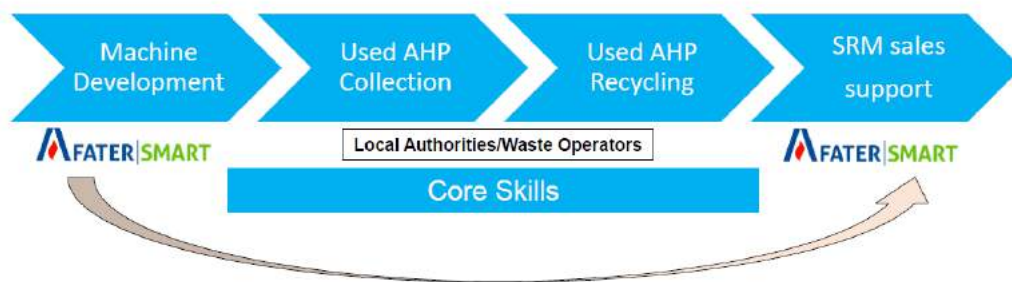 Machine
Development
Used AHP
Collection
Used AHP
Recycling
SRM sales
support
FATER|SMART
Local Authorities/Waste Operators
FATER|SMART
Core Skills